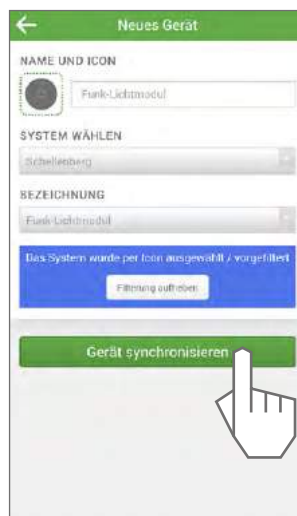 Neues Gerät
NAME UND ICON
Funk-Lichtmodul
SYSTEM WÄHLEN
Schellenberg
BEZEICHNUNG
Funk-Lichtmodul
Das System wurde per Icon ausgewählt / vorgefiltert
Filterung aufheben
Gerät synchronisieren